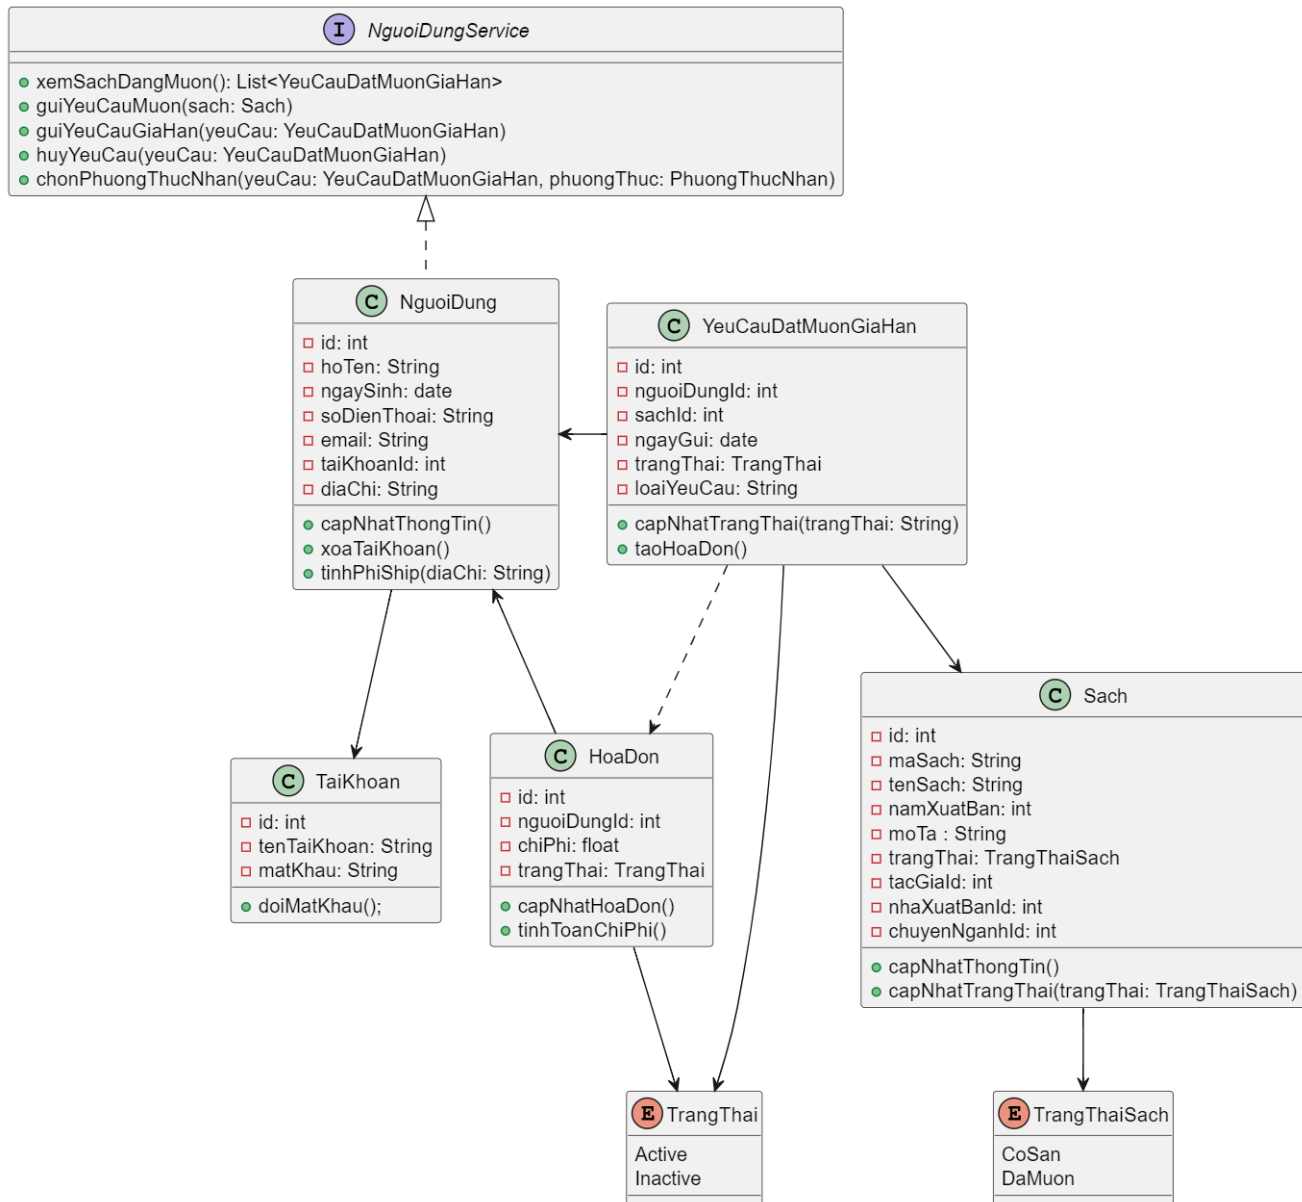 I NguoiDungService
xemSachDangMuon(): List<YeuCauDatMuonGiaHan>
guiYeuCauMuon(sach: Sach)
guiYeuCauGiaHan(yeuCau: YeuCauDatMuonGiaHan)
huyYeuCau(yeuCau: YeuCauDatMuonGiaHan)
chonPhuongThucNhan(yeuCau: YeuCauDatMuonGiaHan, phuongThuc: PhuongThucNhan)
C NguoiDung
id: int
hoTen: String
ngaySinh: date
soDienThoai: String
email: String
taiKhoanId: int
diaChi: String
capNhatThongTin()
xoaTaiKhoan()
tinhPhiShip(diaChi: String)
C YeuCauDatMuonGiaHan
id: int
nguoiDungId: int
sachId: int
ngayGui: date
trangThai: TrangThai
loaiYeuCau: String
capNhatTrangThai(trangThai: String)
taoHoaDon()
C TaiKhoan
id: int
tenTaiKhoan: String
matKhau: String
doiMatKhau();
C HoaDon
id: int
nguoiDungId: int
chiPhi: float
trangThai: TrangThai
capNhatHoaDon()
tinhToanChiPhi()
C Sach
id: int
maSach: String
tenSach: String
namXuatBan: int
moTa : String
trangThai: TrangThaiSach
tacGiaId: int
nhaXuatBanId: int
chuyenNganhId: int
capNhatThongTin()
capNhatTrangThai(trangThai: TrangThaiSach)
E TrangThai
Active
Inactive
E TrangThaiSach
CoSan
DaMuon